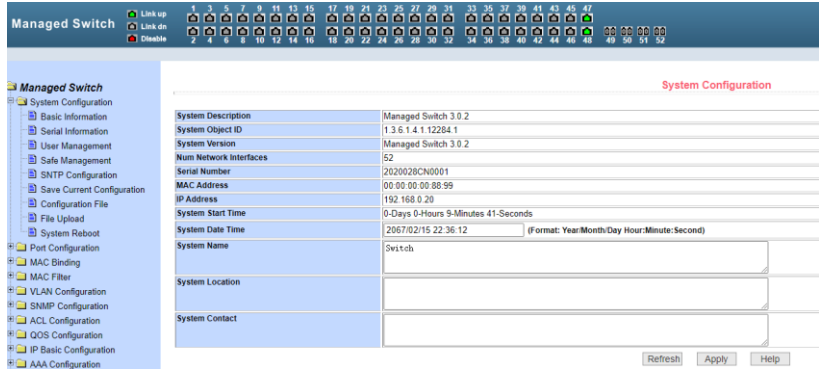 Managed Switch
Link up
Link dn
Disable
1 3 5 7 9 11 13 15 17 19 21 23 25 27 29 31 33 35 37 39 41 43 45 47
2 4 6 8 10 12 14 16 18 20 22 24 26 28 30 32 34 36 38 40 42 44 46 48 49 50 51 52
Managed Switch
System Configuration
Basic Information
Serial Information
User Management
Safe Management
SNTP Configuration
Save Current Configuration
Configuration File
File Upload
System Reboot
Port Configuration
MAC Binding
MAC Filter
VLAN Configuration
SNMP Configuration
ACL Configuration
QOS Configuration
IP Basic Configuration
AAA Configuration
System Configuration
System Description Managed Switch 3.0.2
System Object ID 1.3.6.1.4.1.12284.1
System Version Managed Switch 3.0.2
Num Network Interfaces 52
Serial Number 2020028CN0001
MAC Address 00:00:00:00:88:99
IP Address 192.168.0.20
System Start Time 0-Days 0-Hours 9-Minutes 41-Seconds
System Date Time 2067/02/15 22:36:12 (Format: Year/Month/Day Hour:Minute:Second)
System Name Switch
System Location
System Contact
Refresh Apply Help